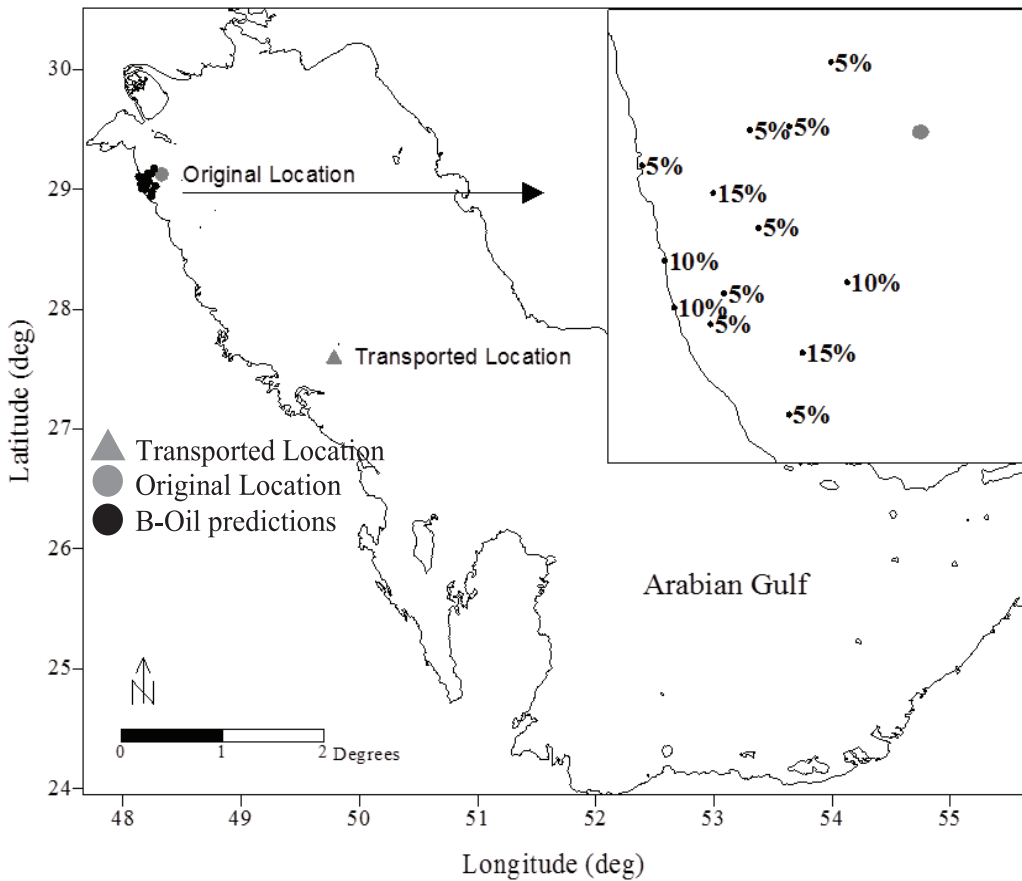 5%
5%
5%
5%
15%
5%
10%
5%
10%
10%
5%
15%
5%
30
29
28
27
26
25
24
Latitude (deg)
Original Location
Transported Location
Transported Location
Original Location
B-Oil predictions
Arabian Gulf
N
0 1 2 Degrees
48 49 50 51 52 53 54 55
Longitude (deg)